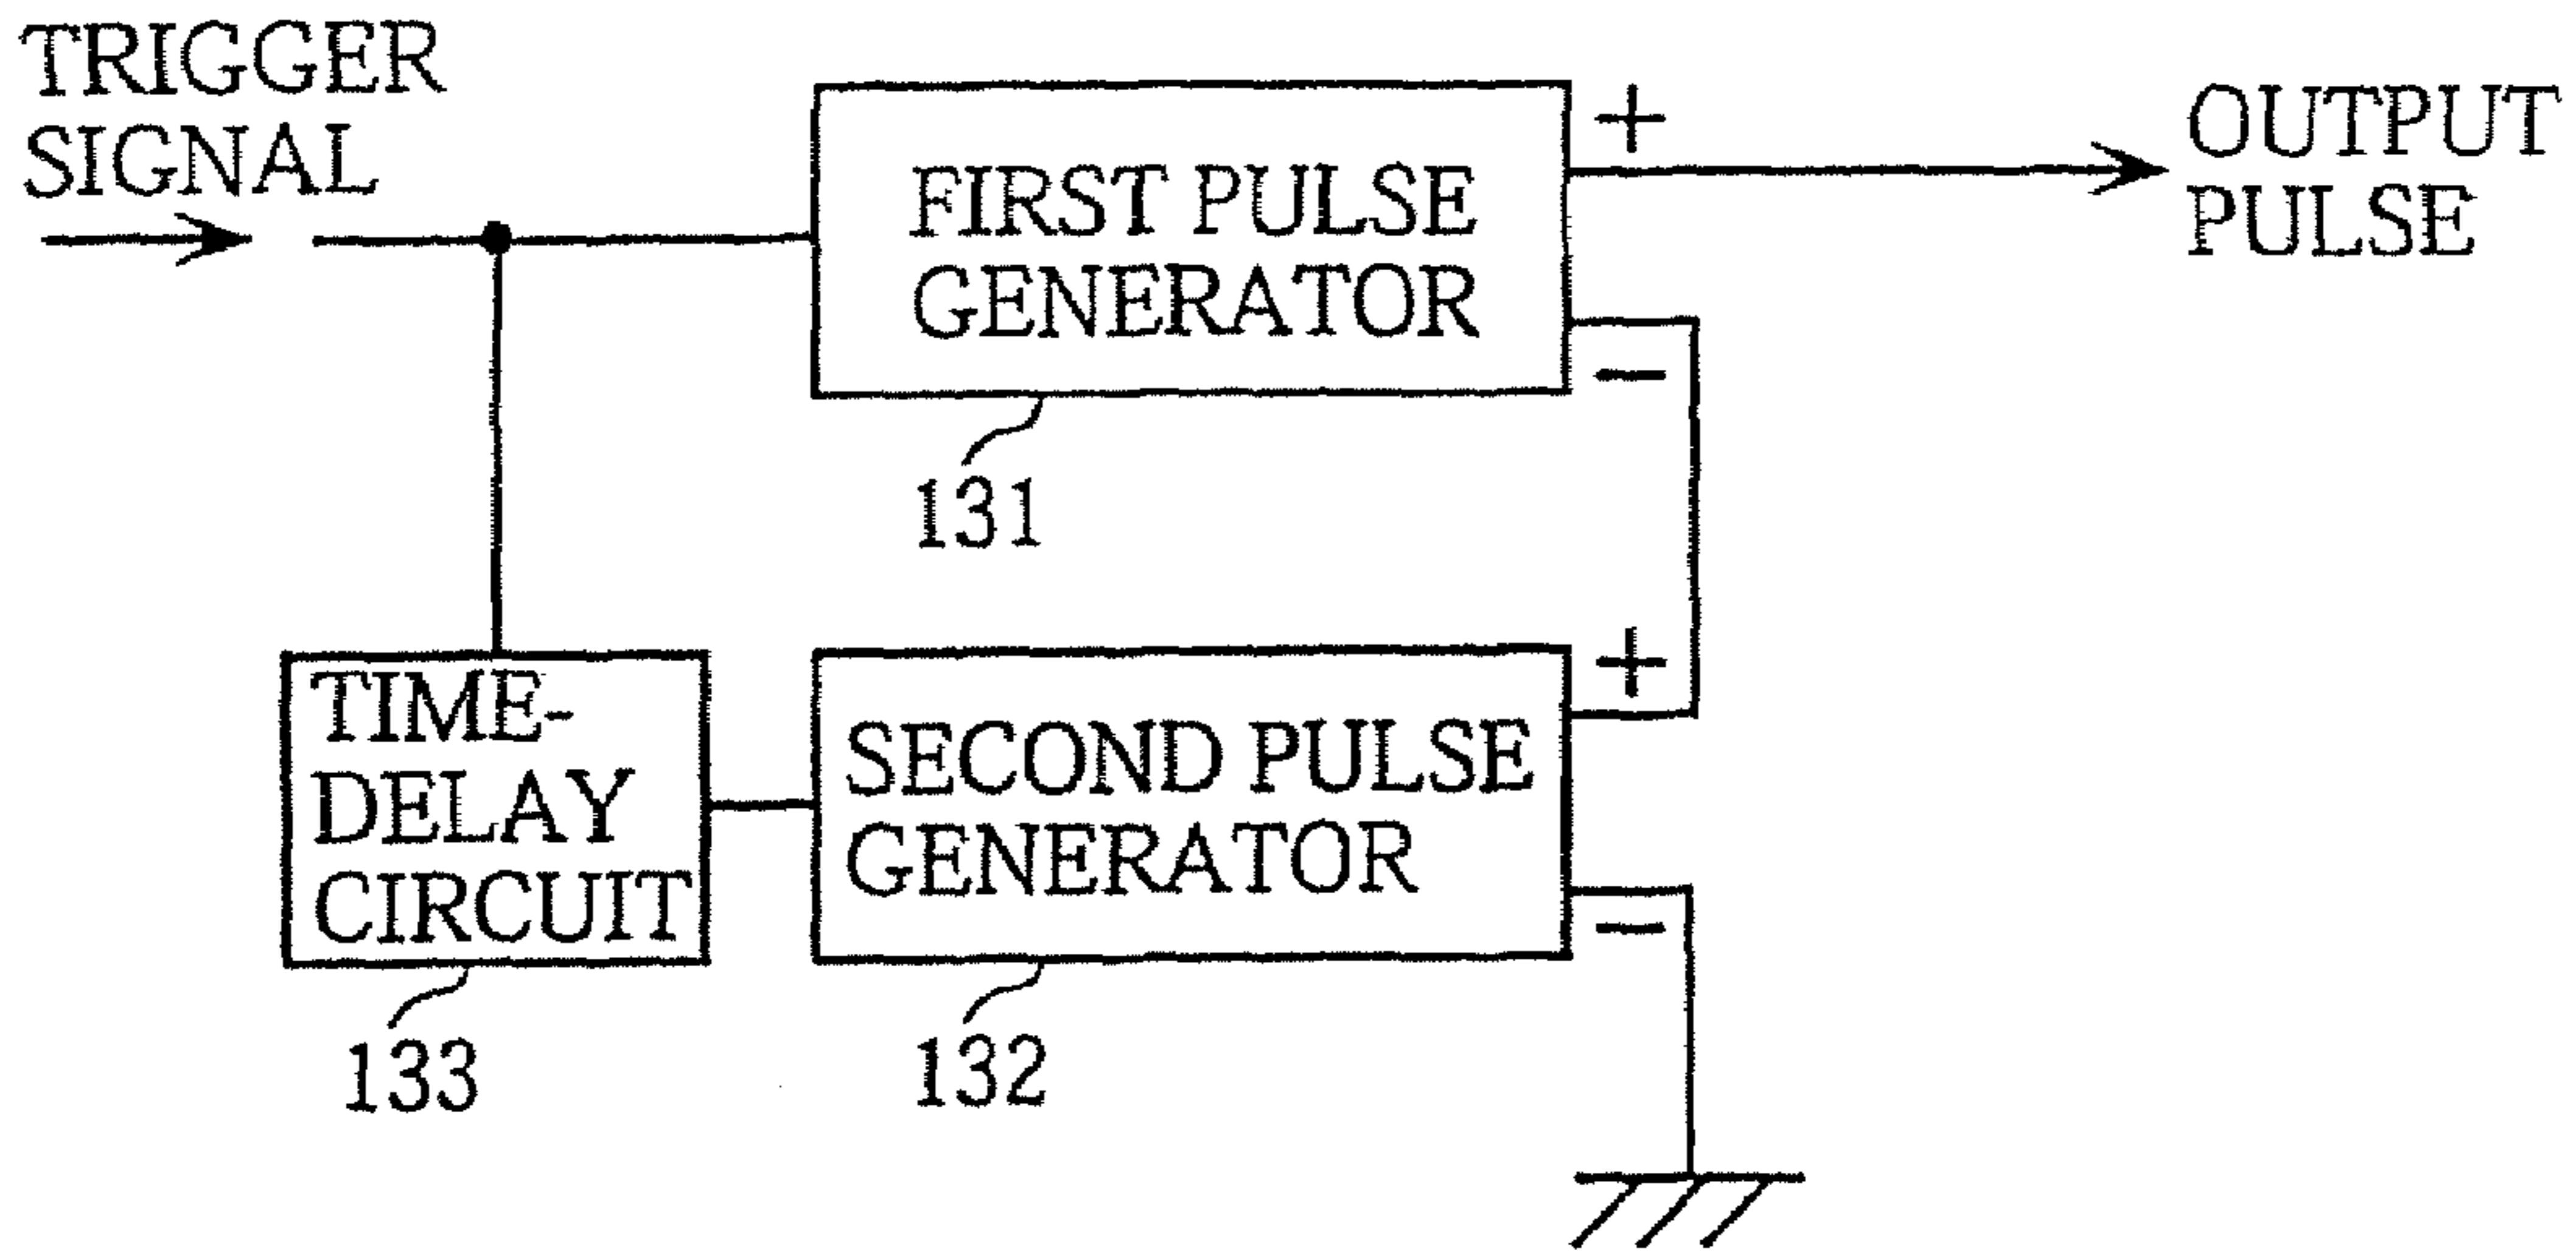 TRIGGER
SIGNAL
FIRST PULSE
GENERATOR
+
−
OUTPUT
PULSE
131
TIME-
DELAY
CIRCUIT
SECOND PULSE
GENERATOR
+
−
133
132